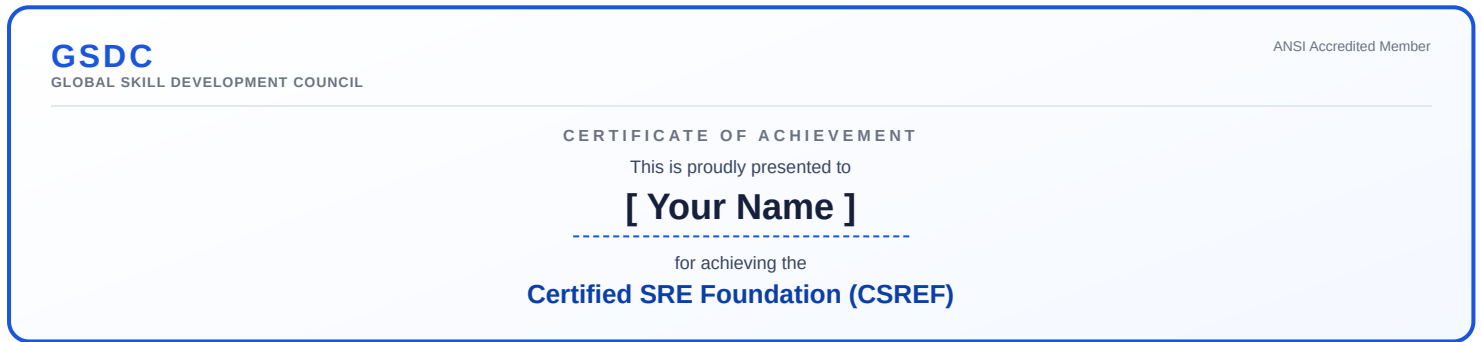 GSDC
GLOBAL SKILL DEVELOPMENT COUNCIL
ANSI Accredited Member
CERTIFICATE OF ACHIEVEMENT
This is proudly presented to
[ Your Name ]
for achieving the
Certified SRE Foundation (CSREF)